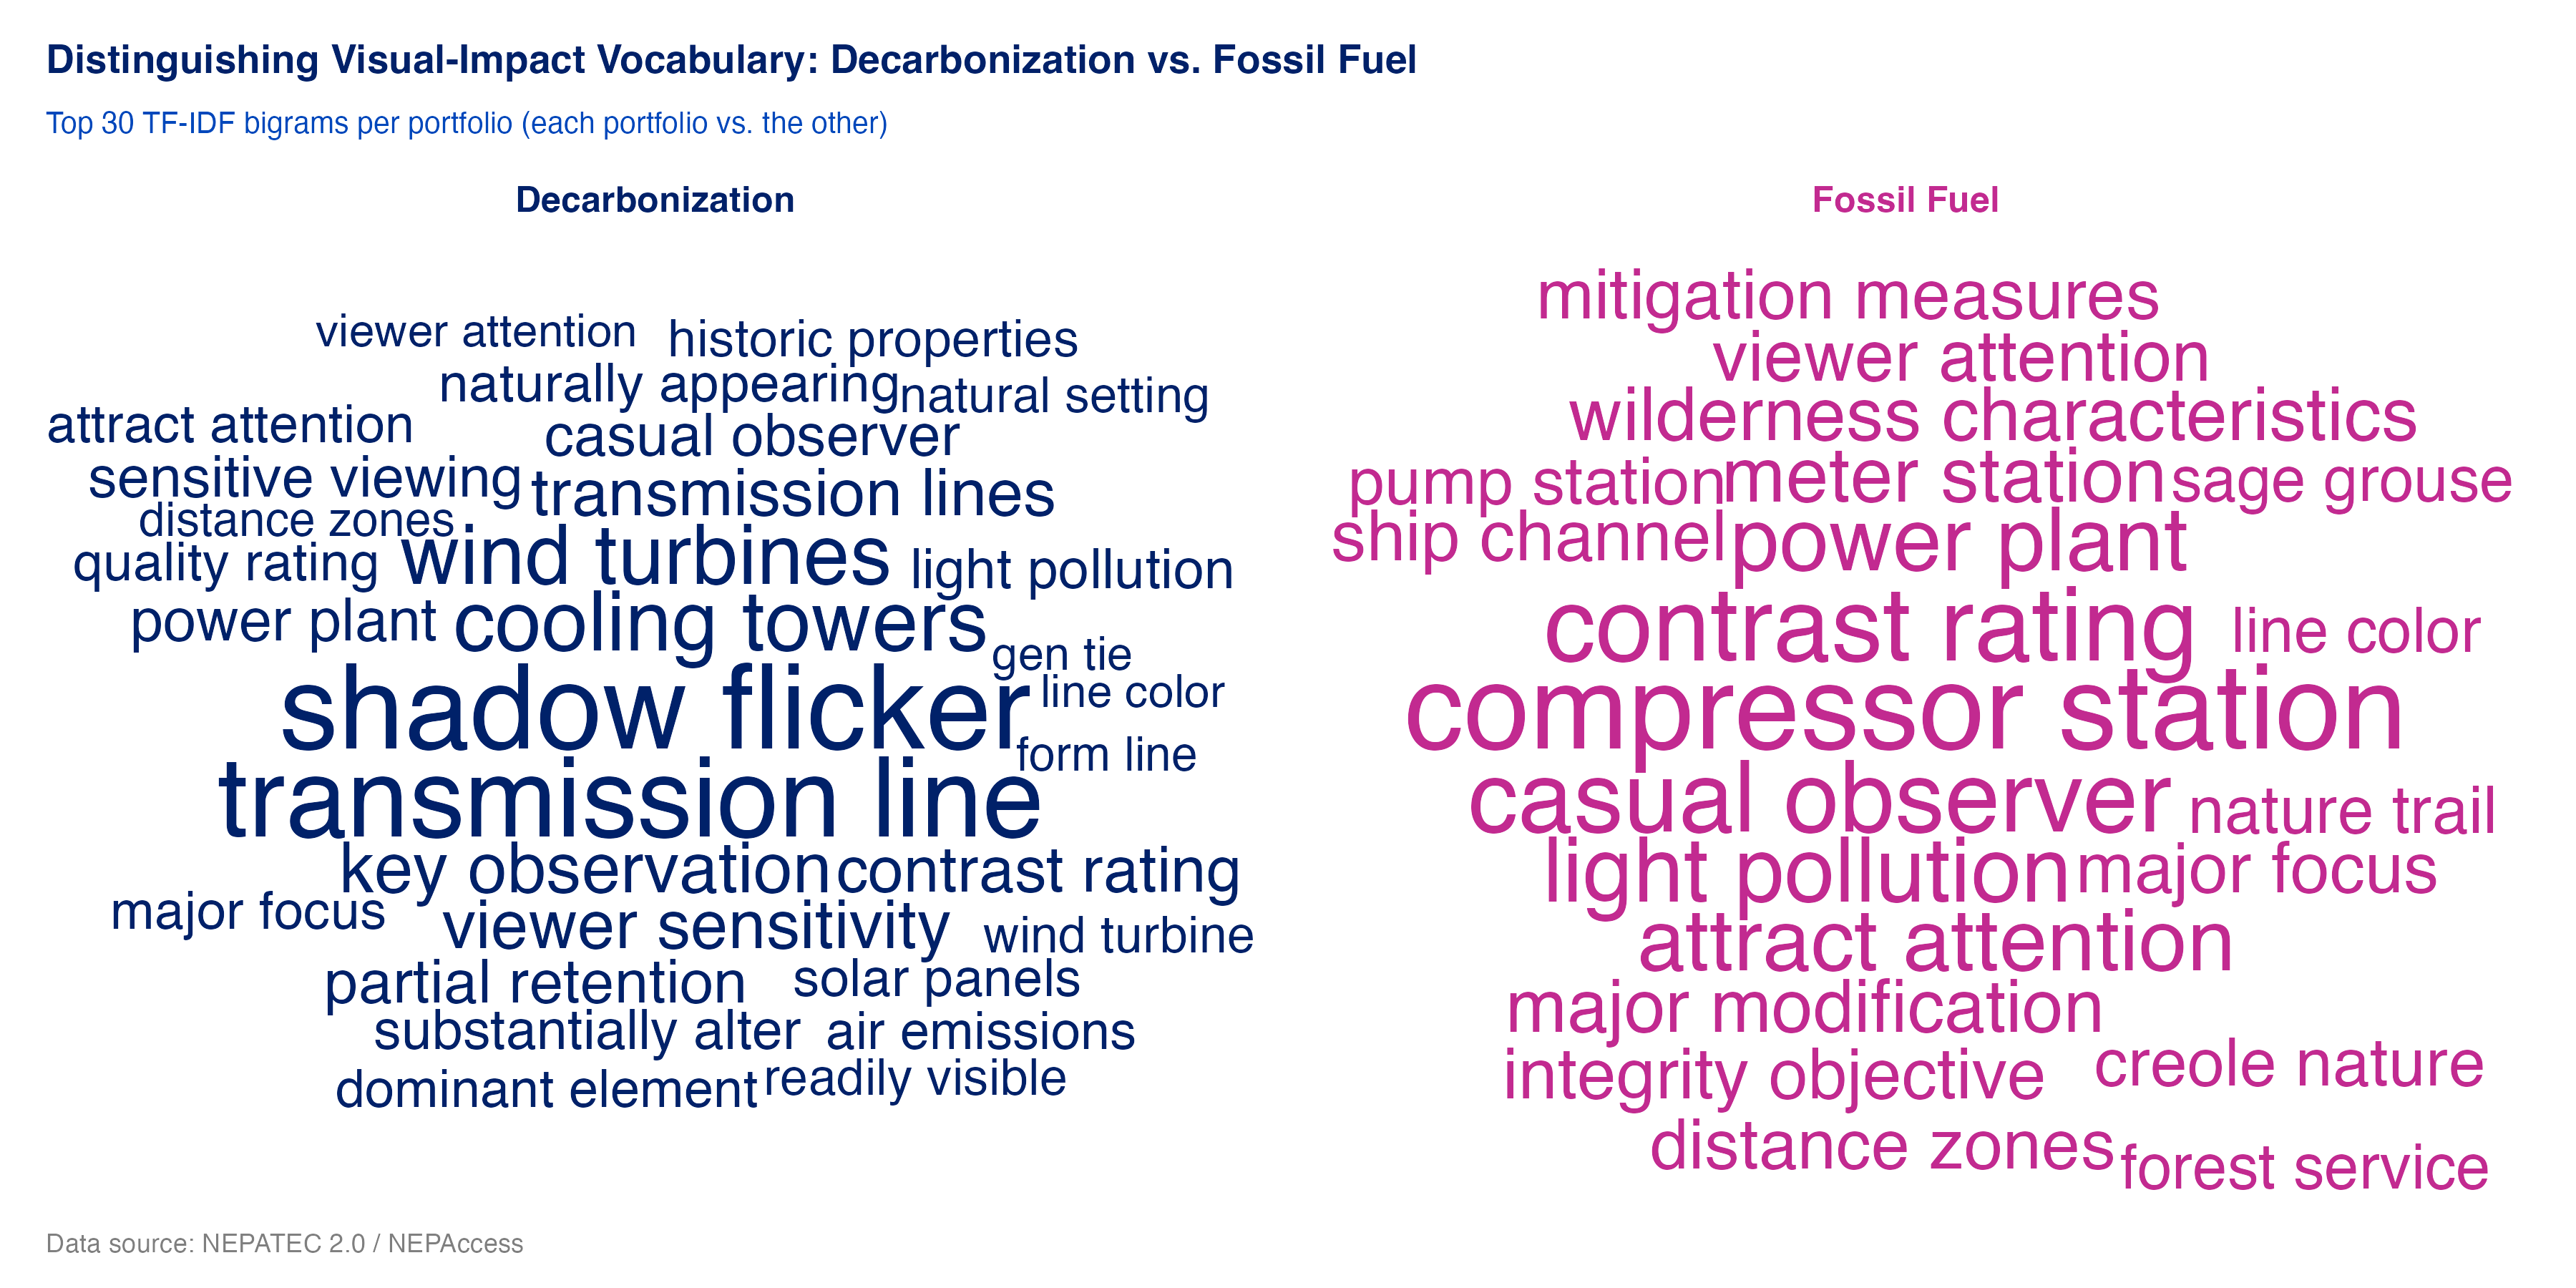 Distinguishing Visual-Impact Vocabulary: Decarbonization vs. Fossil Fuel
Top 30 TF-IDF bigrams per portfolio (each portfolio vs. the other)
Decarbonization
viewer attention
historic properties
naturally appearing
natural setting
attract attention
casual observer
sensitive viewing
transmission lines
distance zones
wind turbines
quality rating
light pollution
power plant
cooling towers
gen tie
shadow flicker
line color
form line
transmission line
key observation
contrast rating
major focus
viewer sensitivity
wind turbine
partial retention
solar panels
substantially alter
air emissions
dominant element
readily visible
Fossil Fuel
mitigation measures
viewer attention
wilderness characteristics
pump station
meter station
sage grouse
ship channel
power plant
contrast rating
line color
compressor station
casual observer
nature trail
light pollution
major focus
attract attention
major modification
integrity objective
creole nature
distance zones
forest service
Data source: NEPATEC 2.0 / NEPAccess